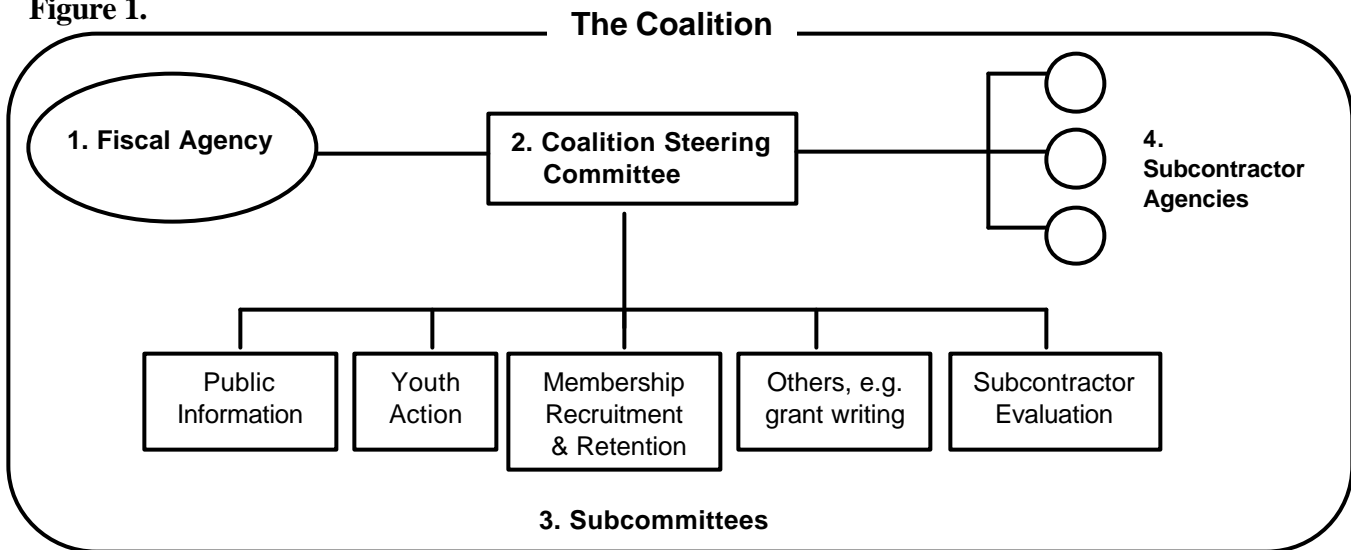 Figure 1.
The Coalition
1. Fiscal Agency
2. Coalition Steering
Committee
4.
Subcontractor
Agencies
Public
Information
Youth
Action
Membership
Recruitment
& Retention
Others, e.g.
grant writing
Subcontractor
Evaluation
3. Subcommittees